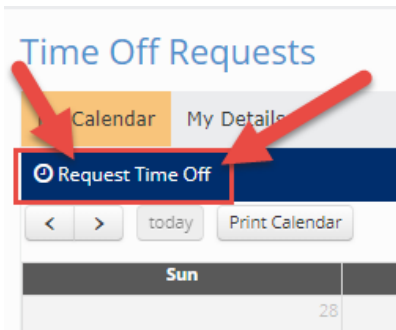 Time Off Requests
Calendar My Details
Request Time Off
< > today Print Calendar
Sun
28